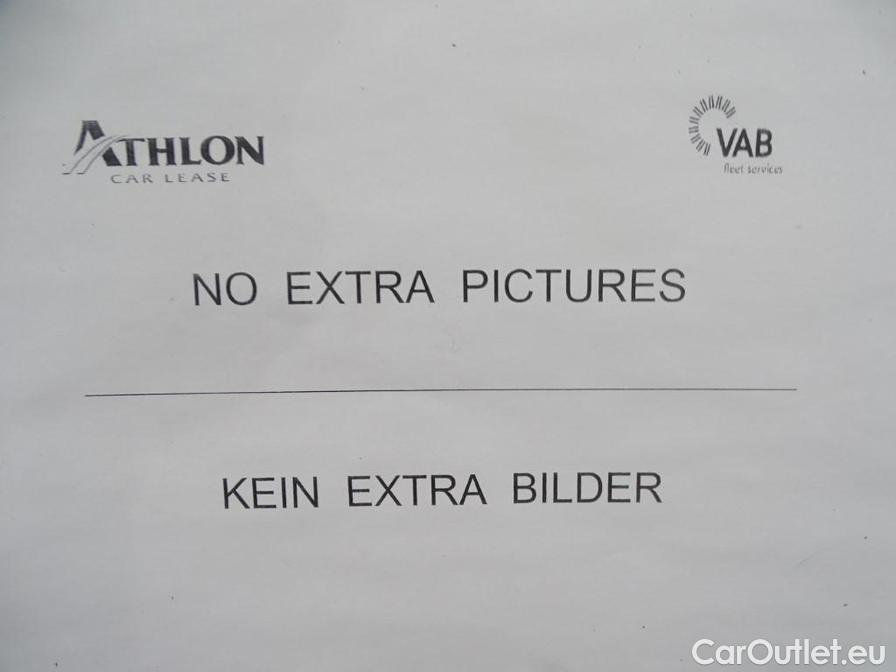 ATHLON
CAR LEASE
VAB
fleet services
NO EXTRA PICTURES
KEIN EXTRA BILDER
CarOutlet.eu